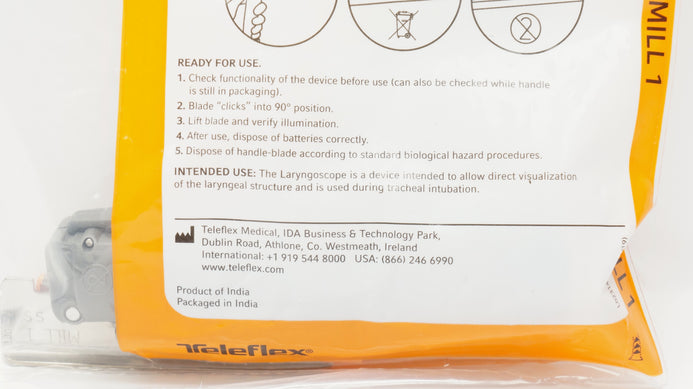 MILL 1
2
READY FOR USE.
1. Check functionality of the device before use (can also be checked while handle
is still in packaging).
2. Blade "clicks" into 90° position.
3. Lift blade and verify illumination.
4. After use, dispose of batteries correctly.
5. Dispose of handle-blade according to standard biological hazard procedures.
INTENDED USE: The Laryngoscope is a device intended to allow direct visualization
of the laryngeal structure and is used during tracheal intubation.
Teleflex Medical, IDA Business & Technology Park,
Dublin Road, Athlone, Co. Westmeath, Ireland
International: +1 919 544 8000 USA: (866) 246 6990
www.teleflex.com
Product of India
Packaged in India
Teleflex®
LL 1